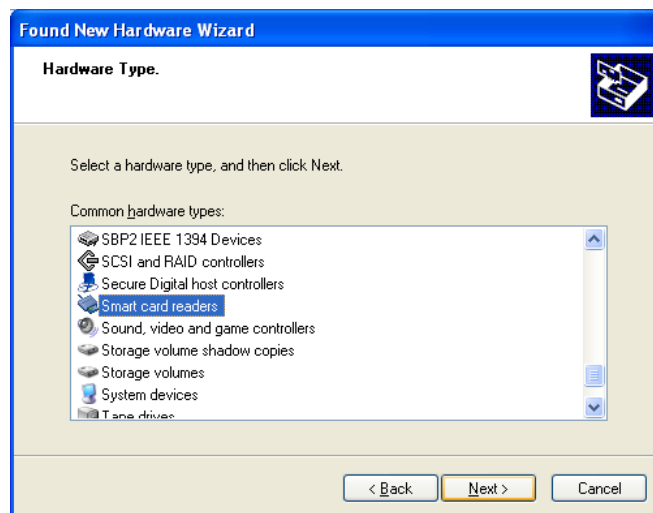 Found New Hardware Wizard
Hardware Type.
Select a hardware type, and then click Next.
Common hardware types:
SBP2 IEEE 1394 Devices
SCSI and RAID controllers
Secure Digital host controllers
Smart card readers
Sound, video and game controllers
Storage volume shadow copies
Storage volumes
System devices
Tape drives
< Back Next > Cancel